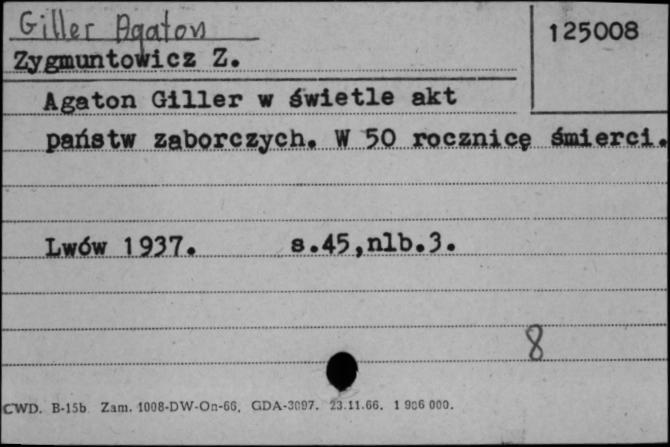 Giller Agaton
125008
Zygmuntowicz Z.
Agaton Giller w świetle akt
państw zaborczych. W 50 rocznicę śmierci.
Lwów 1937. s.45,nlb.3.
8
CWD. B-15b Zam. 1008-DW-On-66. GDA-3097. 23.11.66. 1 986 000.